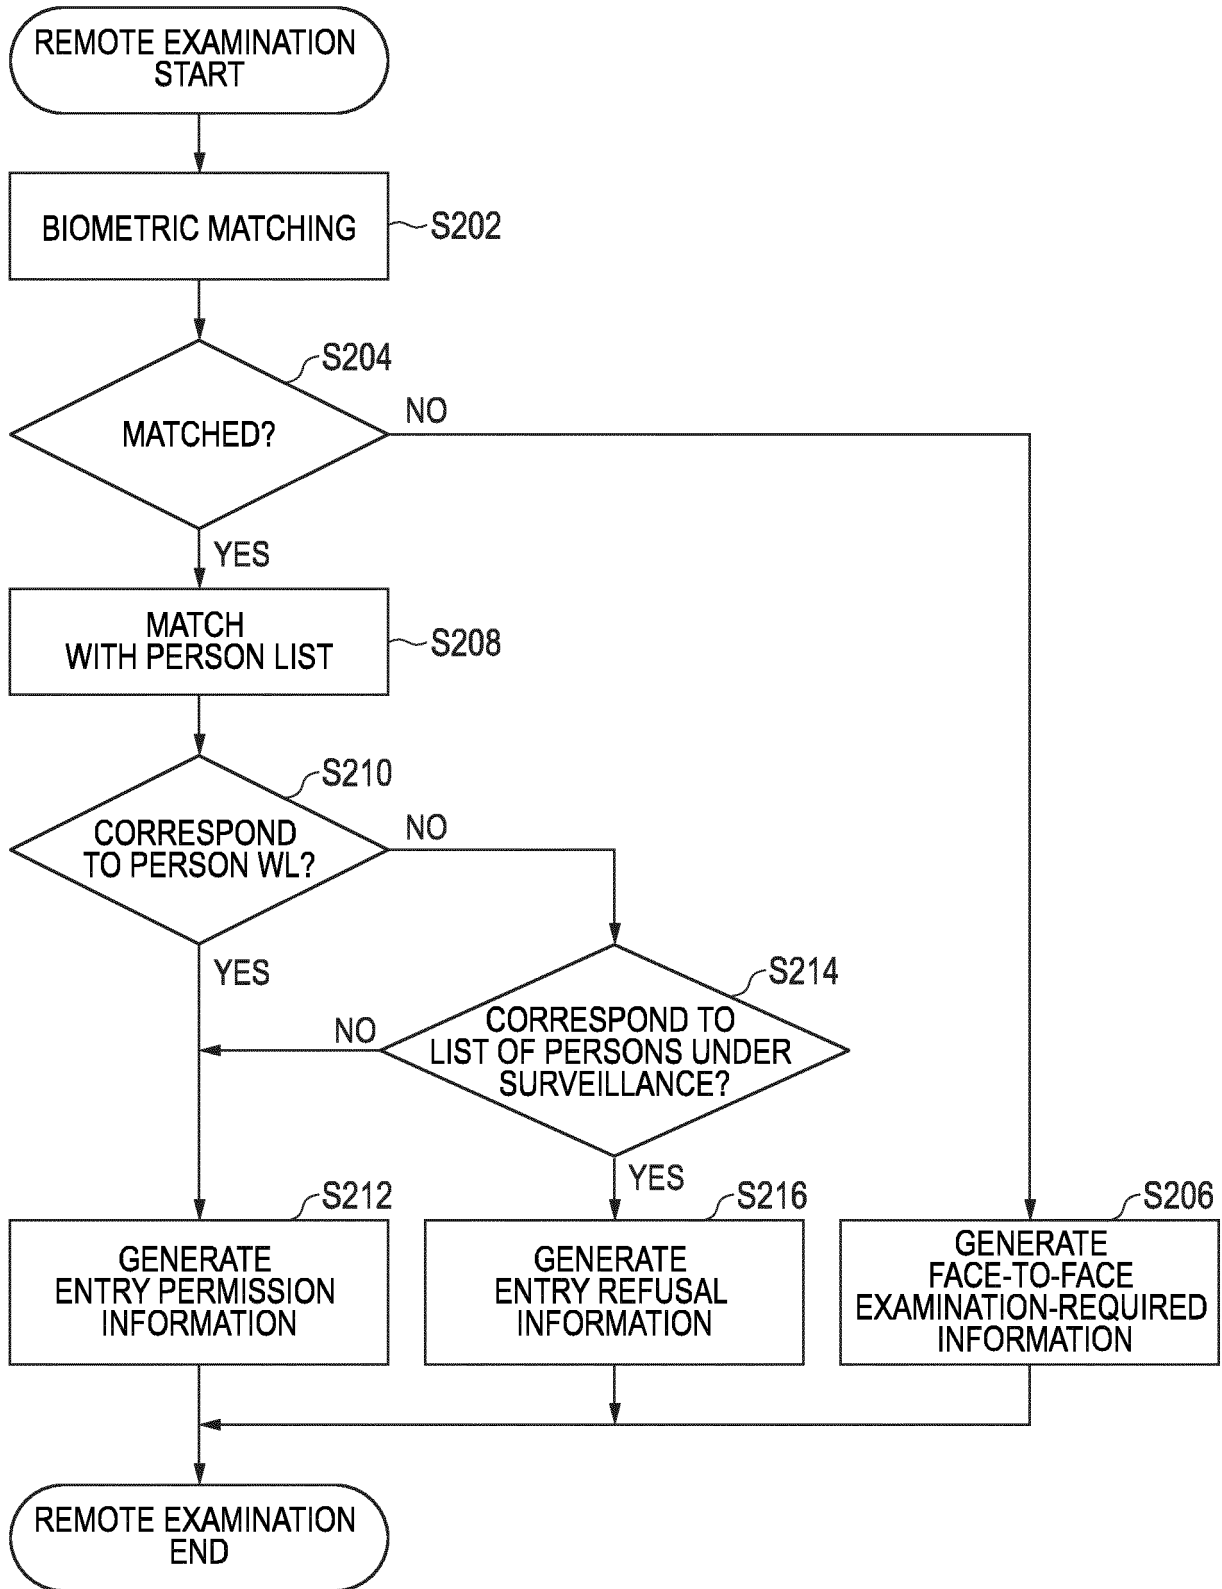 REMOTE EXAMINATION
START
BIOMETRIC MATCHING
S202
S204
MATCHED?
NO
YES
MATCH
WITH PERSON LIST
S208
S210
CORRESPOND
TO PERSON WL?
NO
YES
S214
CORRESPOND TO
LIST OF PERSONS UNDER
SURVEILLANCE?
NO
YES
S212
GENERATE
ENTRY PERMISSION
INFORMATION
S216
GENERATE
ENTRY REFUSAL
INFORMATION
S206
GENERATE
FACE-TO-FACE
EXAMINATION-REQUIRED
INFORMATION
REMOTE EXAMINATION
END